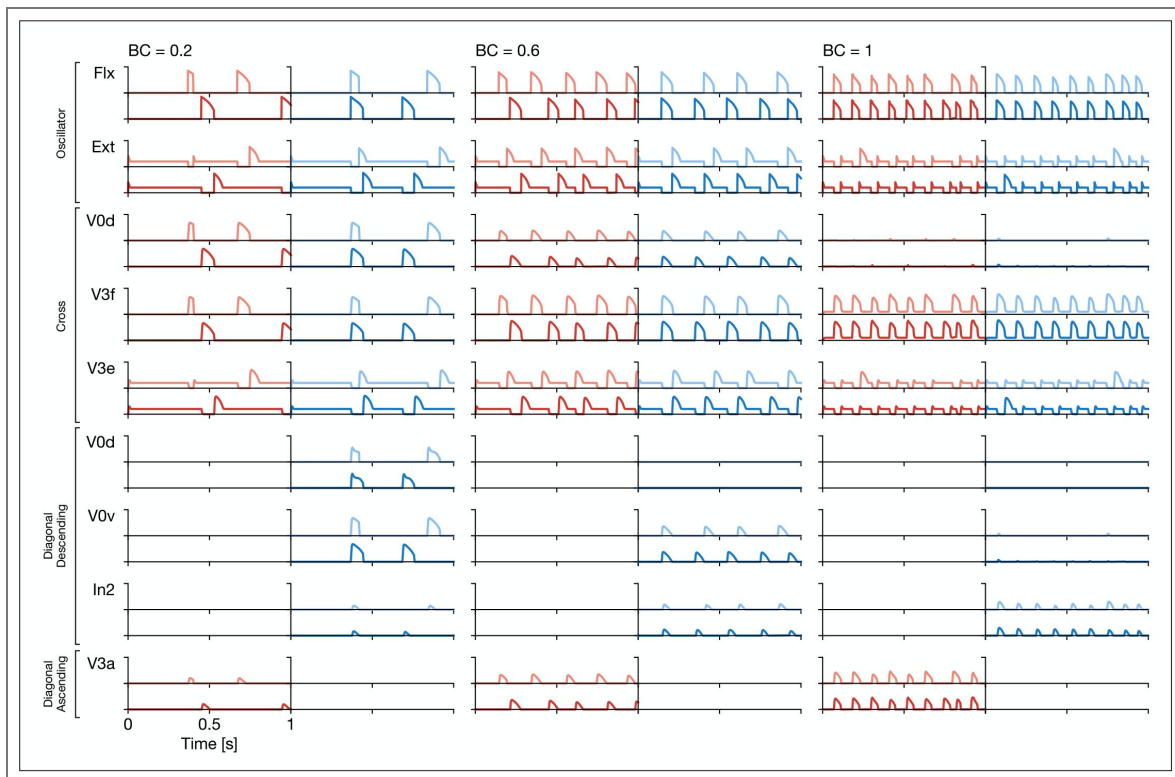 BC = 0.2 BC = 0.6 BC = 1
Oscillator
Flx
Ext
Cross
V0d
V3f
V3e
Diagonal
Descending
V0d
V0v
In2
Diagonal
Ascending
V3a
0 0.5 1
Time [s]